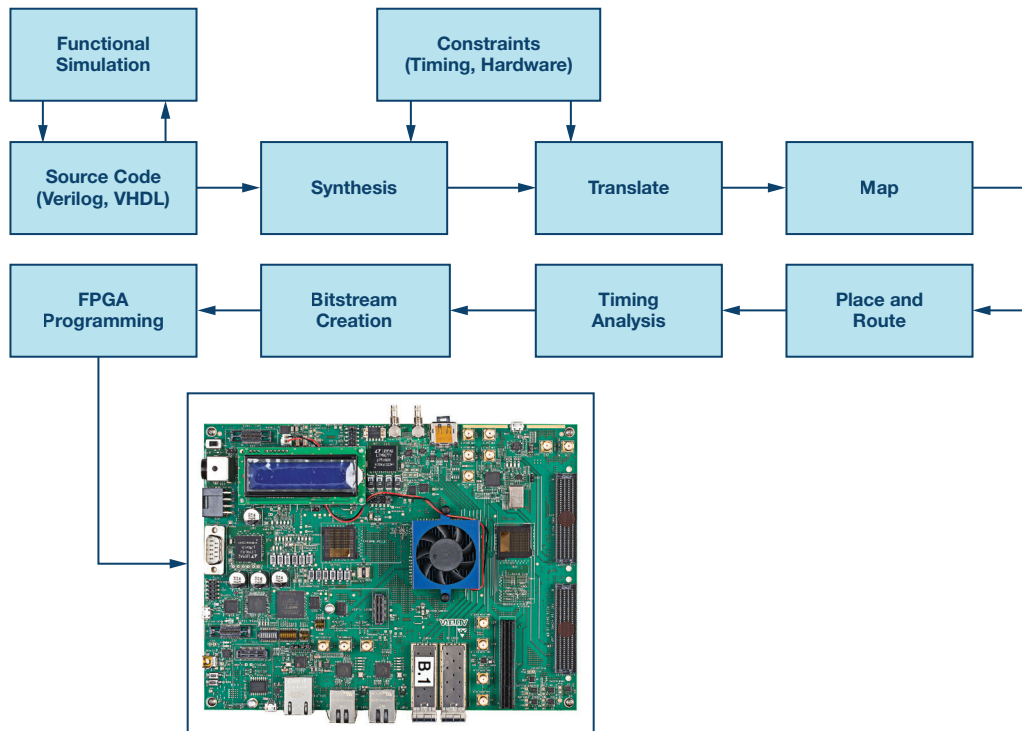 Functional
Simulation
Constraints
(Timing, Hardware)
Source Code
(Verilog, VHDL)
Synthesis
Translate
Map
FPGA
Programming
Bitstream
Creation
Timing
Analysis
Place and
Route
ALTERA
B.1